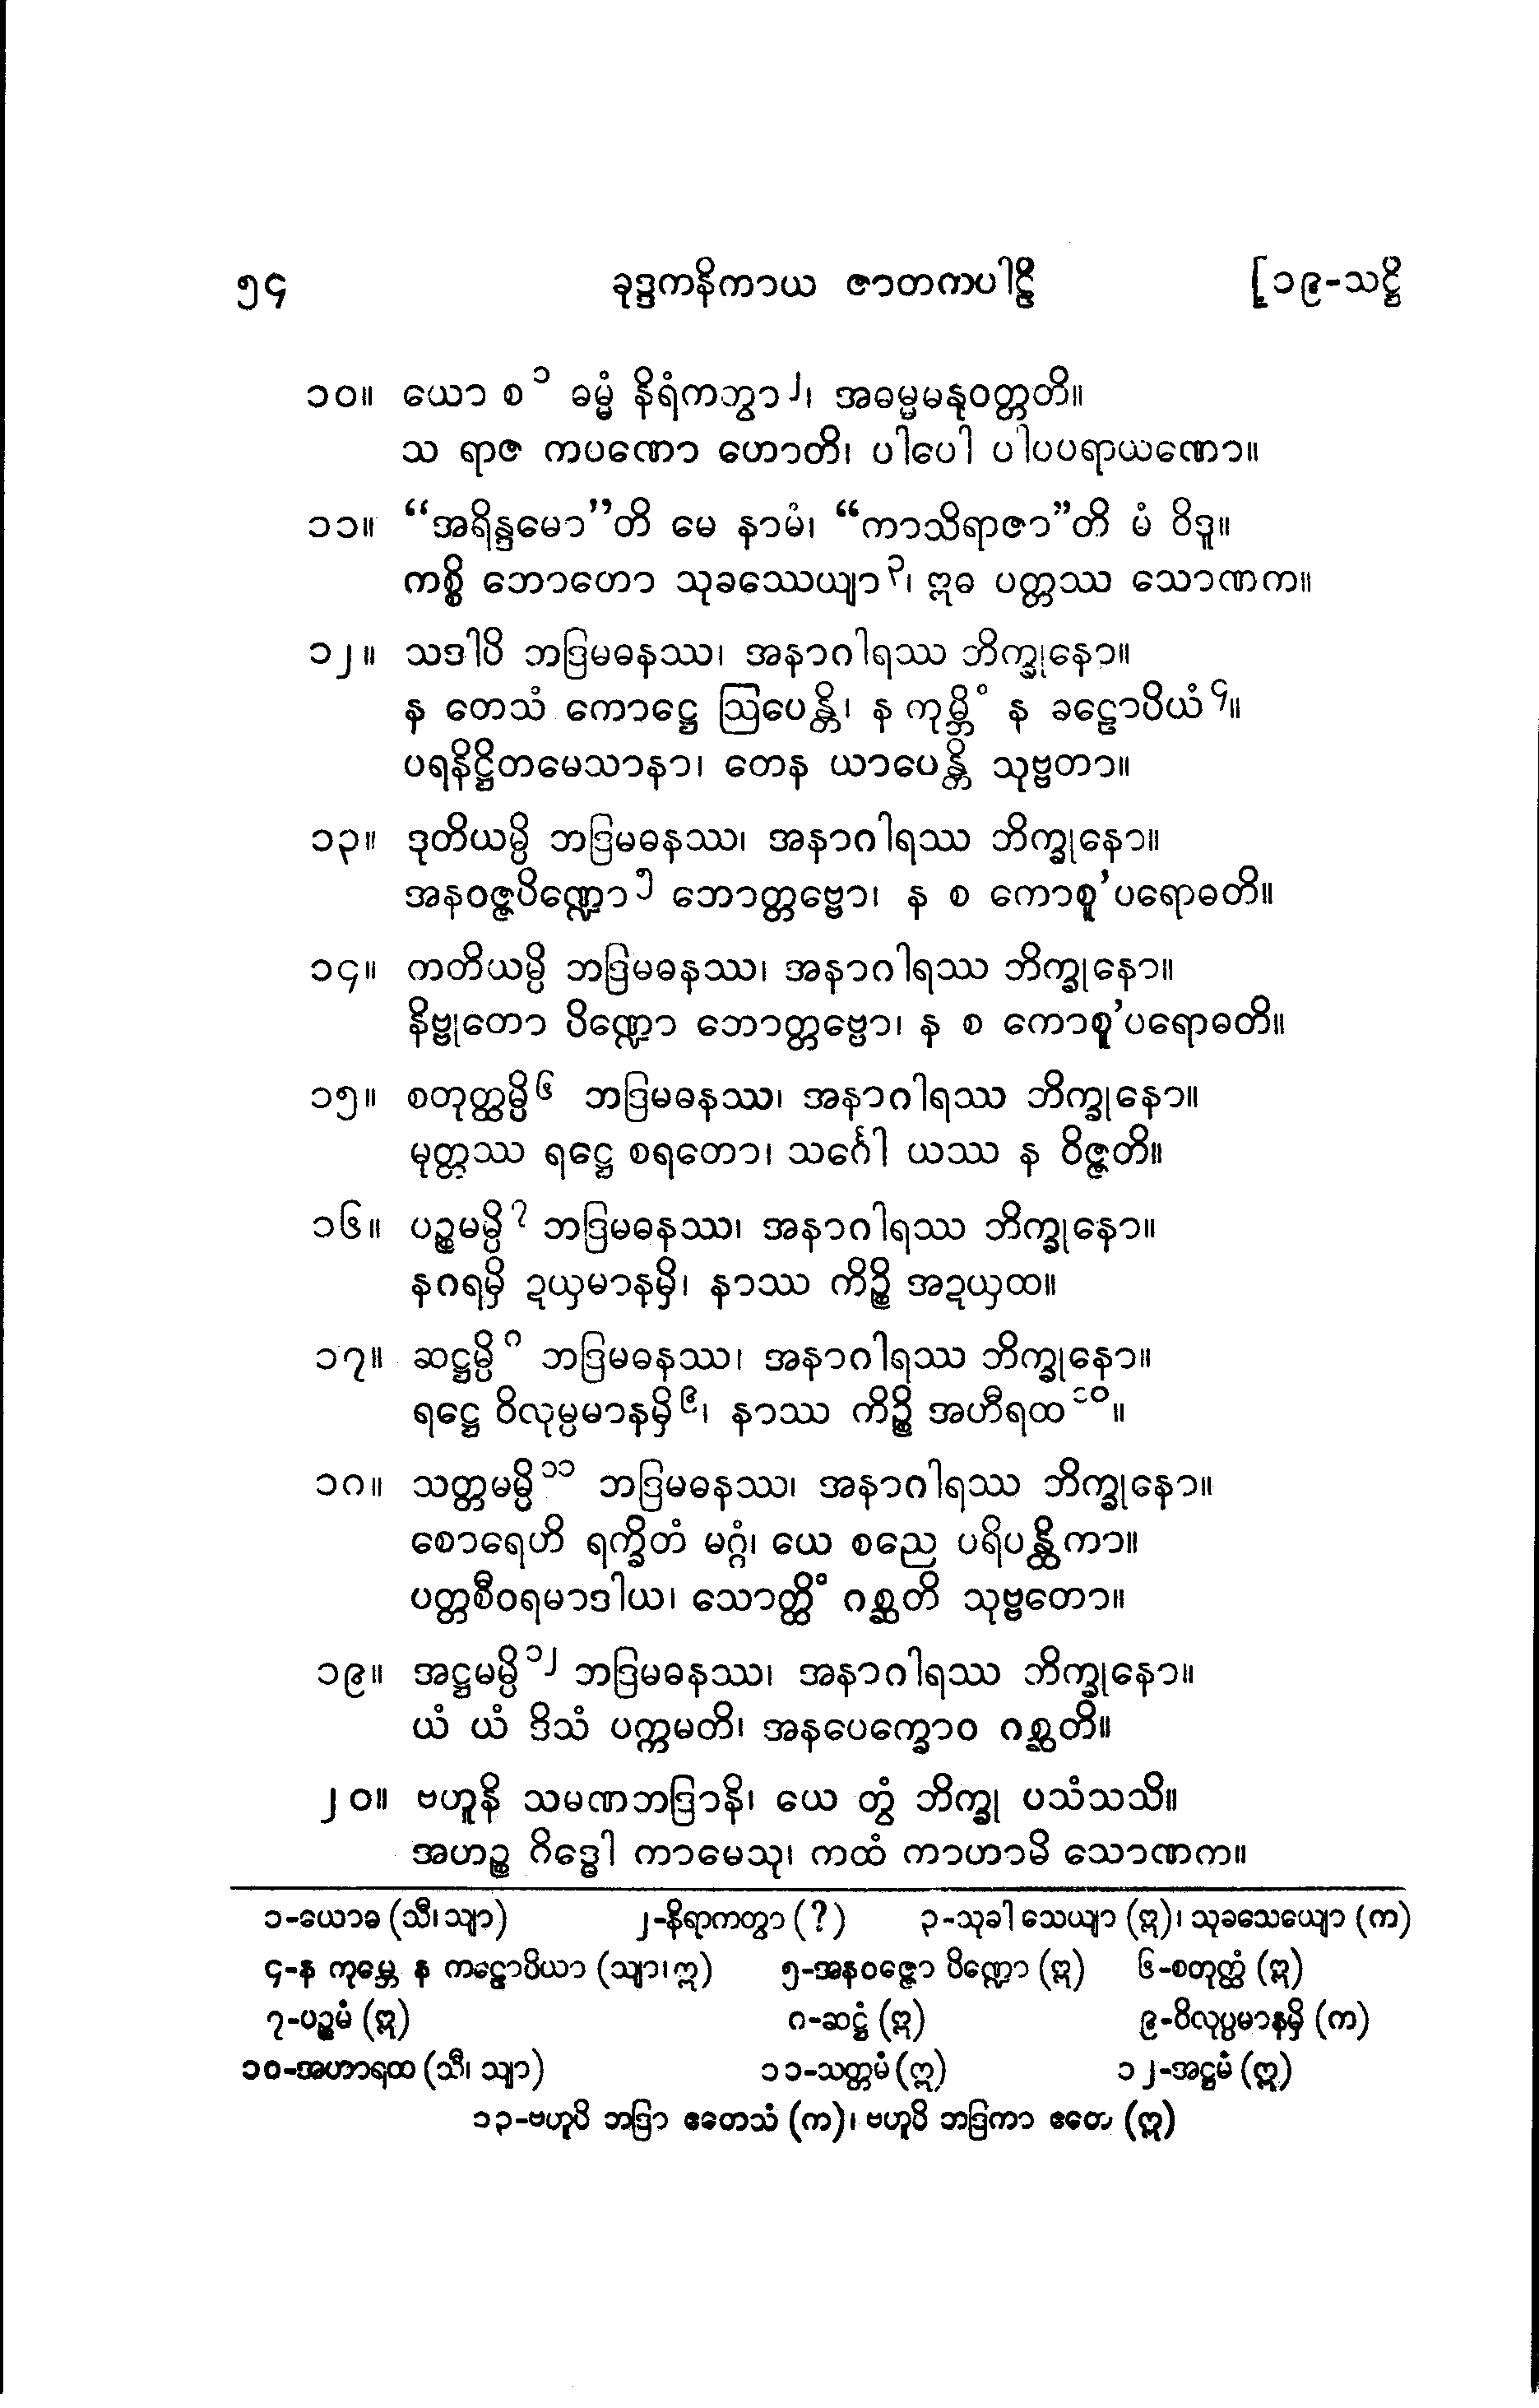 ၅၄ ခုဒ္ဒကနိကာယ ဇာတကပါဠိ [၁၉-သဋ္ဌိ
၁၀။ ယော စ ၁ ဓမ္မံ နိရံကတွာ ၂၊ အဓမ္မမနုဝတ္တတိ။
သ ရာဇ ကပဏော ဟောတိ၊ ပါပေါ ပါပပရာယဏော။
၁၁။ “အရိန္ဒမော”တိ မေ နာမံ၊ “ကာသိရာဇာ”တိ မံ ဝိဒူ။
ကစ္စိ ဘောတော သုခဿေယျာ ၃၊ ဣဓ ပတ္တဿ သောဏက။
၁၂။ သဒါပိ ဘဒြမဓနဿ၊ အနာဂါရဿ ဘိက္ခုနော။
န တေသံ ကောဋ္ဌေ ဩပေန္တိ၊ န ကုမ္ဘိံ န ခဠောပိယံ ၄။
ပရနိဋ္ဌိတမေသာနာ၊ တေန ယာပေန္တိ သုဗ္ဗတာ။
၁၃။ ဒုတိယမ္ပိ ဘဒြမဓနဿ၊ အနာဂါရဿ ဘိက္ခုနော။
အနဝဇ္ဇပိဏ္ဍော ၅ ဘောတ္တဗ္ဗော၊ န စ ကောစူ’ပရောဓတိ။
၁၄။ တတိယမ္ပိ ဘဒြမဓနဿ၊ အနာဂါရဿ ဘိက္ခုနော။
နိဗ္ဗုတော ပိဏ္ဍော ဘောတ္တဗ္ဗော၊ န စ ကောစူ’ပရောဓတိ။
၁၅။ စတုတ္ထမ္ပိ ၆ ဘဒြမဓနဿ၊ အနာဂါရဿ ဘိက္ခုနော။
မုတ္တဿ ရဋ္ဌေ စရတော၊ သင်္ဂေါ ယဿ န ဝိဇ္ဇတိ။
၁၆။ ပဉ္စမမ္ပိ ၇ ဘဒြမဓနဿ၊ အနာဂါရဿ ဘိက္ခုနော။
နဂရမှိ ဍယှမာနမှိ၊ နာဿ ကိဉ္စိ အဍယှထ။
၁၇။ ဆဋ္ဌမ္ပိ ၈ ဘဒြမဓနဿ၊ အနာဂါရဿ ဘိက္ခုနော။
ရဋ္ဌေ ဝိလုမ္ပမာနမှိ ၉၊ နာဿ ကိဉ္စိ အဟီရထ ၁၀။
၁၈။ သတ္တမမ္ပိ ၁၁ ဘဒြမဓနဿ၊ အနာဂါရဿ ဘိက္ခုနော။
စောရေဟိ ရက္ခိတံ မဂ္ဂံ၊ ယေ စညေ ပရိပန္ထိကာ။
ပတ္တစီဝရမာဒါယ၊ သောတ္ထိံ ဂစ္ဆတိ သုဗ္ဗတော။
၁၉။ အဋ္ဌမမ္ပိ ၁၂ ဘဒြမဓနဿ၊ အနာဂါရဿ ဘိက္ခုနော။
ယံ ယံ ဒိသံ ပက္ကမတိ၊ အနပေက္ခောဝ ဂစ္ဆတိ။
၂၀။ ဗဟူနိ သမဏဘဒြာနိ၊ ယေ တွံ ဘိက္ခု ပသံသသိ။
အဟဉ္စ ဂိဒ္ဓေါ ကာမေသု၊ ကထံ ကာဟာမိ သောဏက။
၁-ယောဓ (သီ၊ သျာ) ၂-နိရာကတွာ (?) ၃-သုခါ သေယျာ (ဣ)၊ သုခသေယျော (က)
၄-န ကုမ္ဘေ န ကဠောပိယာ (သျာ၊ ဣ) ၅-အနဝဇ္ဇော ပိဏ္ဍော (ဣ) ၆-စတုတ္ထံ (ဣ)
၇-ပဉ္စမံ (ဣ) ၈-ဆဋ္ဌံ (ဣ) ၉-ဝိလုပ္ပမာနမှိ (က)
၁၀-အဟာရထ (သီ၊ သျာ) ၁၁-သတ္တမံ (ဣ) ၁၂-အဋ္ဌမံ (ဣ)
၁၃-ဗဟူပိ ဘဒြာ ဧတေသံ (က)၊ ဗဟူပိ ဘဒြကာ ဧတေ (ဣ)